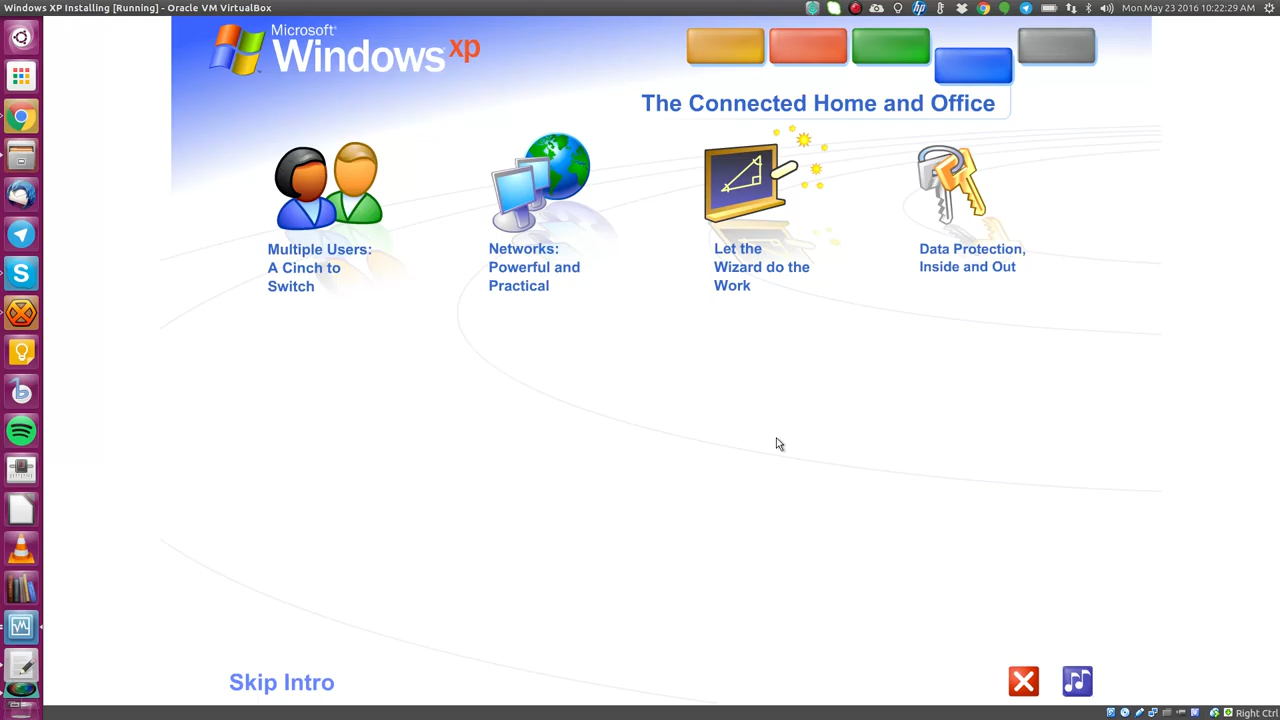 Windows XP Installing [Running] - Oracle VM VirtualBox
Mon May 23 2016 10:22:29 AM
Microsoft®
Windows xp
The Connected Home and Office
Multiple Users:
A Cinch to
Switch
Networks:
Powerful and
Practical
Let the
Wizard do the
Work
Data Protection,
Inside and Out
Skip Intro
Right Ctrl